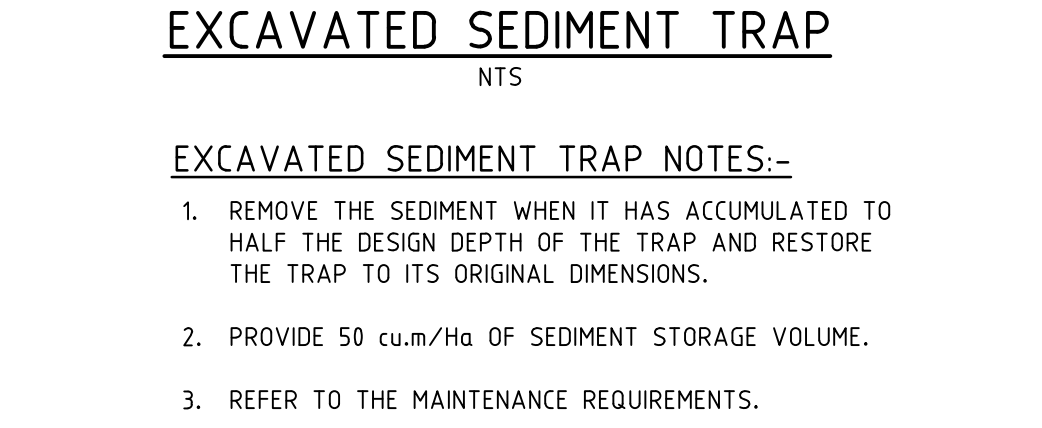 EXCAVATED SEDIMENT TRAP
NTS
EXCAVATED SEDIMENT TRAP NOTES:-
1. REMOVE THE SEDIMENT WHEN IT HAS ACCUMULATED TO
HALF THE DESIGN DEPTH OF THE TRAP AND RESTORE
THE TRAP TO ITS ORIGINAL DIMENSIONS.
2. PROVIDE 50 cu.m/Ha OF SEDIMENT STORAGE VOLUME.
3. REFER TO THE MAINTENANCE REQUIREMENTS.